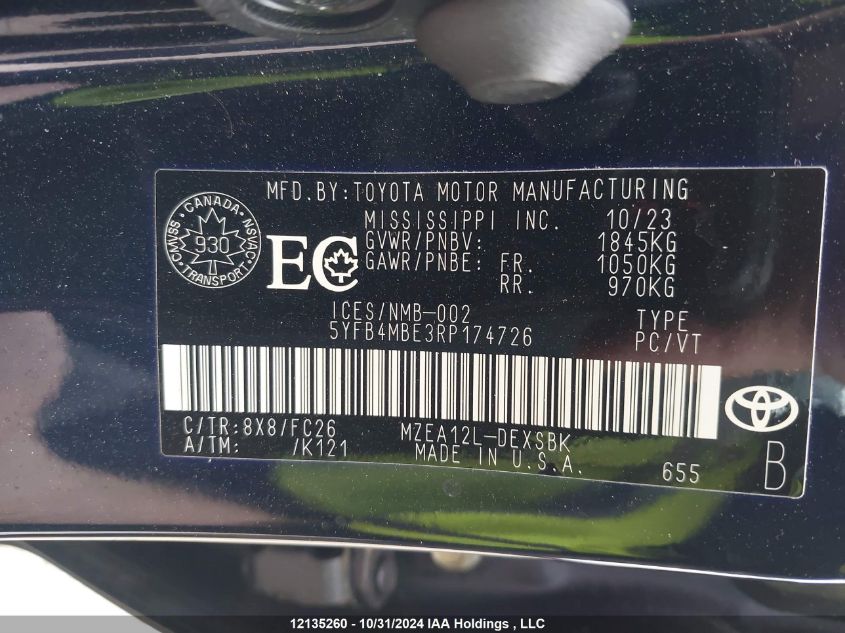 MFD.BY:TOYOTA MOTOR MANUFACTURING
MISSISSIPPI INC. 10/23
GVWR/PNBV: 1845KG
GAWR/PNBE: FR. 1050KG
RR. 970KG
CANADA
CMVSS 930 NSVAC
TRANSPORT
EC
ICES/NMB-002 TYPE
5YFB4MBE3RP174726 PC/VT
C/TR:8X8/FC26 MZEA12L-DEXSBK
A/TM: /K121 MADE IN U.S.A. 655
B
12135260 - 10/31/2024 IAA Holdings , LLC